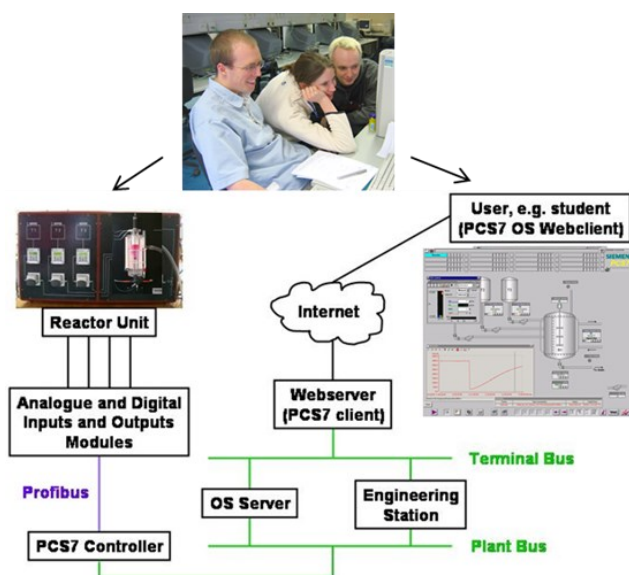 User, e.g. student
(PCS7 OS Webclient)
SIEMENS
Internet
Reactor Unit
Analogue and Digital
Inputs and Outputs
Modules
Webserver
(PCS7 client)
Terminal Bus
Profibus
OS Server
Engineering
Station
PCS7 Controller
Plant Bus